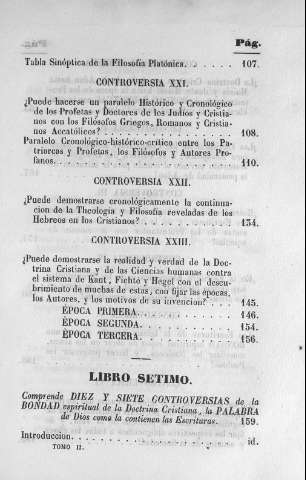 Pág.
Tabla Sinóptica de la Filosofía Platónica. . . . . . 107.
CONTROVERSIA XXI.
¿Puede hacerse un paralelo Histórico y Cronológico
de los Profetas y Doctores de los Judíos y Cristia-
nos con los Filósofos Griegos, Romanos y Cristia-
nos Accatólicos? . . . . . . . . . . . . . . 108.
Paralelo Cronológico-histórico-crítico entre los Pa-
triarcas y Profetas, los Filósofos y Autores Pro-
fanos. . . . . . . . . . . . . . . . . . . 110.
CONTROVERSIA XXII.
¿Puede demostrarse cronológicamente la continua-
cion de la Theología y Filosofía reveladas de los
Hebreos en los Cristianos? . . . . . . . . . . 134.
CONTROVERSIA XXIII.
¿Puede demostrarse la realidad y verdad de la Doc-
trina Cristiana y de las Ciencias humanas contra
el sistema de Kant, Fichte y Hegel con el descu-
brimiento de muchas de estas, con fijar las épocas,
los Autores, y los motivos de su invencion? . . . 145.
ÉPOCA PRIMERA. . . . . . . . . . . . . 146.
ÉPOCA SEGUNDA. . . . . . . . . . . . . 154.
ÉPOCA TERCERA. . . . . . . . . . . . . 156.
LIBRO SETIMO.
Comprende DIEZ Y SIETE CONTROVERSIAS de la
BONDAD espiritual de la Doctrina Cristiana, la PALABRA
de Dios como la contienen las Escrituras. 159.
Introduccion. . . . . . . . . . . . . . . . . id.
TOMO II.